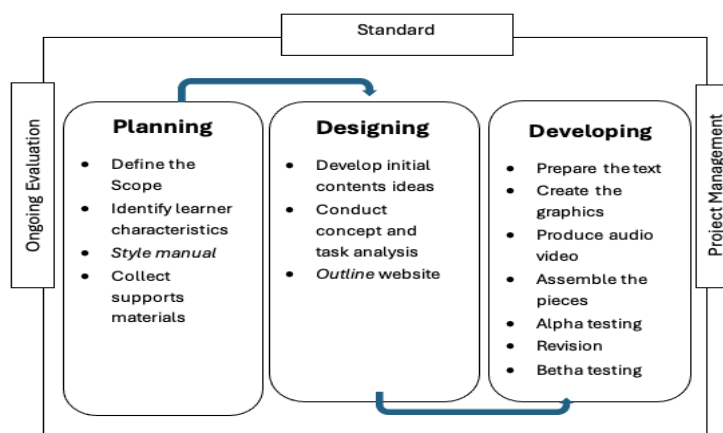 Standard
Ongoing Evaluation
Planning
• Define the
Scope
• Identify learner
characteristics
• Style manual
• Collect
supports
materials
Designing
• Develop initial
contents ideas
• Conduct
concept and
task analysis
• Outline website
Developing
• Prepare the text
• Create the
graphics
• Produce audio
video
• Assemble the
pieces
• Alpha testing
• Revision
• Betha testing
Project Management